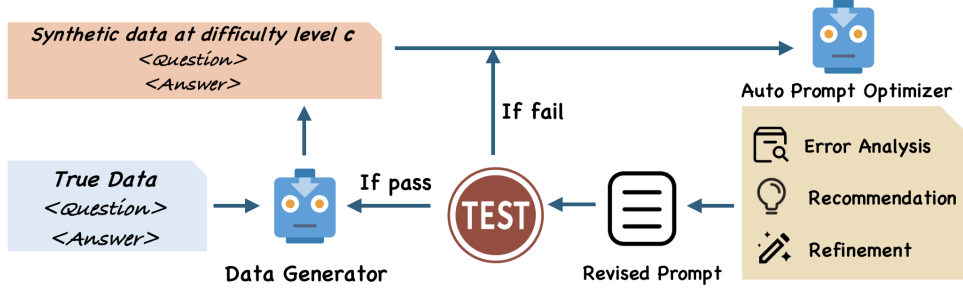 Synthetic data at difficulty level c
<Question>
<Answer>
Auto Prompt Optimizer
If fail
Error Analysis
Recommendation
Refinement
True Data
<Question>
<Answer>
If pass
TEST
Data Generator
Revised Prompt